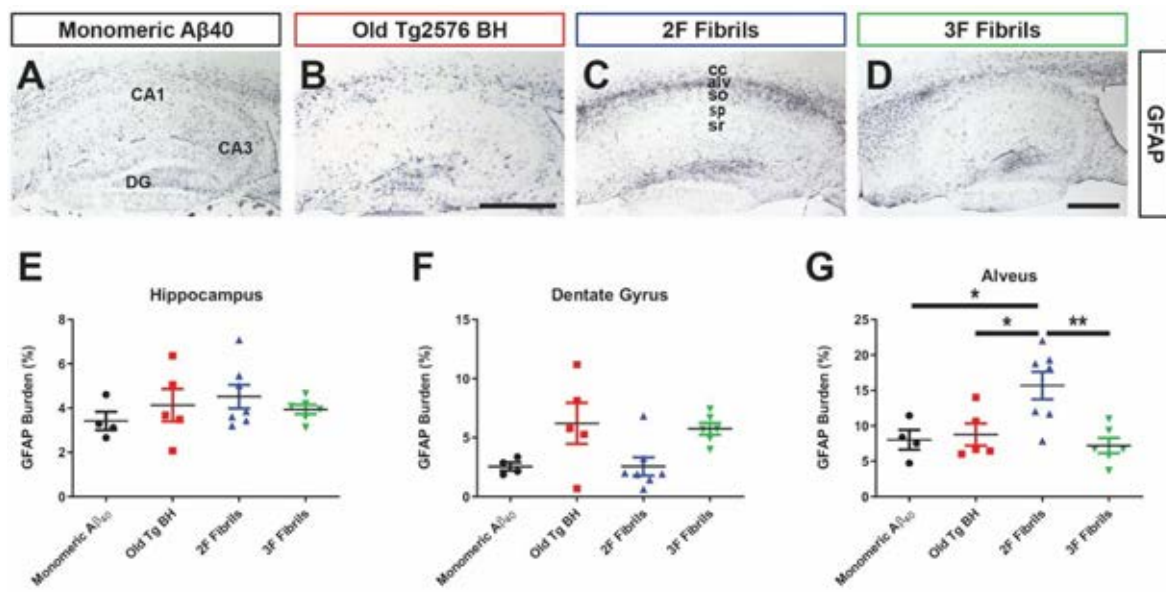 Monomeric Aβ40
Old Tg2576 BH
2F Fibrils
3F Fibrils
A
CA1
CA3
DG
B
C
cc
alv
so
sp
sr
D
GFAP
E
Hippocampus
GFAP Burden (%)
8
6
4
2
0
Monomeric Aβ40
Old Tg BH
2F Fibrils
3F Fibrils
F
Dentate Gyrus
GFAP Burden (%)
15
10
5
0
Monomeric Aβ40
Old Tg BH
2F Fibrils
3F Fibrils
G
Alveus
GFAP Burden (%)
25
20
15
10
5
0
*
*
**
Monomeric Aβ40
Old Tg BH
2F Fibrils
3F Fibrils